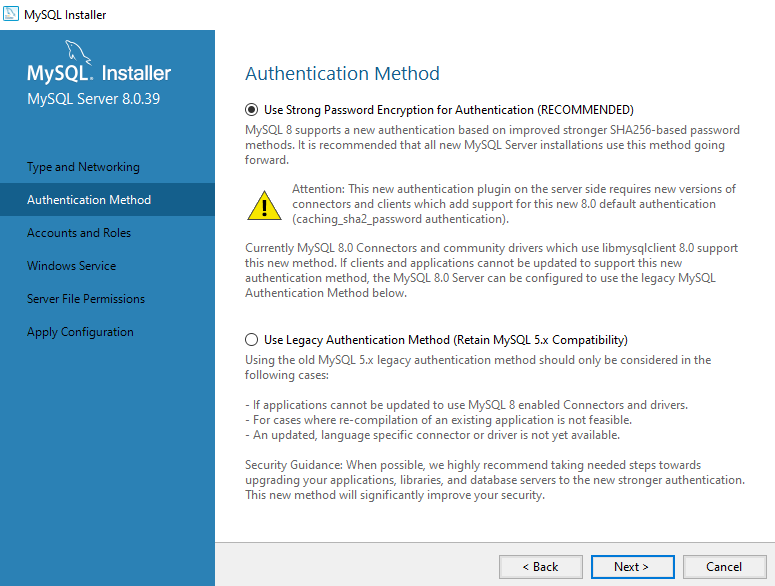 MySQL Installer
MySQL. Installer
MySQL Server 8.0.39
Type and Networking
Authentication Method
Accounts and Roles
Windows Service
Server File Permissions
Apply Configuration
Authentication Method
Use Strong Password Encryption for Authentication (RECOMMENDED)
MySQL 8 supports a new authentication based on improved stronger SHA256-based password
methods. It is recommended that all new MySQL Server installations use this method going
forward.
Attention: This new authentication plugin on the server side requires new versions of
connectors and clients which add support for this new 8.0 default authentication
(caching_sha2_password authentication).
Currently MySQL 8.0 Connectors and community drivers which use libmysqlclient 8.0 support
this new method. If clients and applications cannot be updated to support this new
authentication method, the MySQL 8.0 Server can be configured to use the legacy MySQL
Authentication Method below.
Use Legacy Authentication Method (Retain MySQL 5.x Compatibility)
Using the old MySQL 5.x legacy authentication method should only be considered in the
following cases:
- If applications cannot be updated to use MySQL 8 enabled Connectors and drivers.
- For cases where re-compilation of an existing application is not feasible.
- An updated, language specific connector or driver is not yet available.
Security Guidance: When possible, we highly recommend taking needed steps towards
upgrading your applications, libraries, and database servers to the new stronger authentication.
This new method will significantly improve your security.
< Back
Next >
Cancel